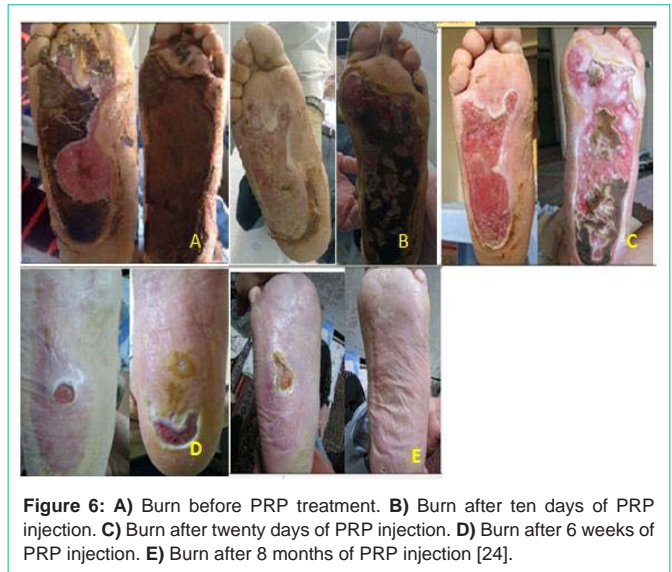 A
B
C
D
E
Figure 6: A) Burn before PRP treatment. B) Burn after ten days of PRP
injection. C) Burn after twenty days of PRP injection. D) Burn after 6 weeks of
PRP injection. E) Burn after 8 months of PRP injection [24].